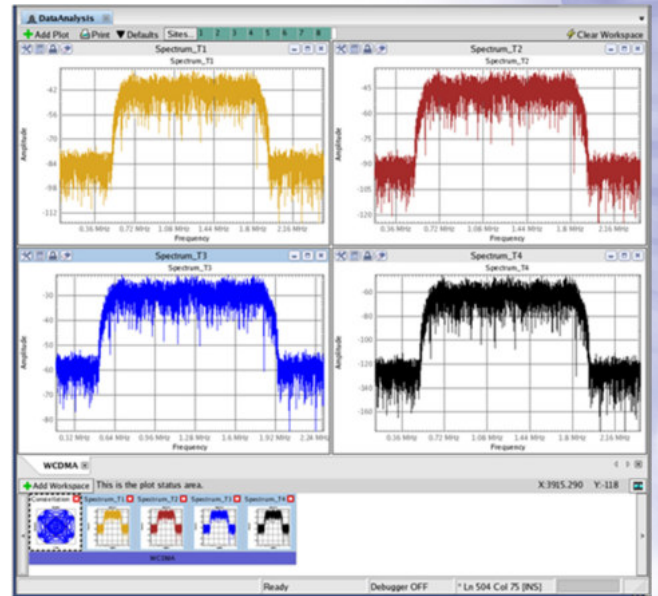 DataAnalysis
Add Plot Print Defaults Sites... 1 2 3 4 5 6 7 8 Clear Workspace
Spectrum_T1
Spectrum_T1
Amplitude
-42
-56
-70
-84
-98
-112
0.36 MHz 0.72 MHz 1.08 MHz 1.44 MHz 1.8 MHz 2.16 MHz
Frequency
Spectrum_T2
Spectrum_T2
Amplitude
-45
-60
-75
-90
-105
-120
0.36 MHz 0.72 MHz 1.08 MHz 1.44 MHz 1.8 MHz 2.16 MHz
Frequency
Spectrum_T3
Spectrum_T3
Amplitude
-30
-40
-50
-60
-70
-80
0.32 MHz 0.64 MHz 0.96 MHz 1.28 MHz 1.6 MHz 1.92 MHz 2.24 MHz
Frequency
Spectrum_T4
Spectrum_T4
Amplitude
-60
-80
-100
-120
-140
-160
0.36 MHz 0.72 MHz 1.08 MHz 1.44 MHz 1.8 MHz 2.16 MHz
Frequency
WCDMA
Add Workspace This is the plot status area. X:3915.290 Y:-118
Constellation Spectrum_T1 Spectrum_T2 Spectrum_T3 Spectrum_T4
WCDMA
Ready Debugger OFF * Ln 504 Col 75 [INS]